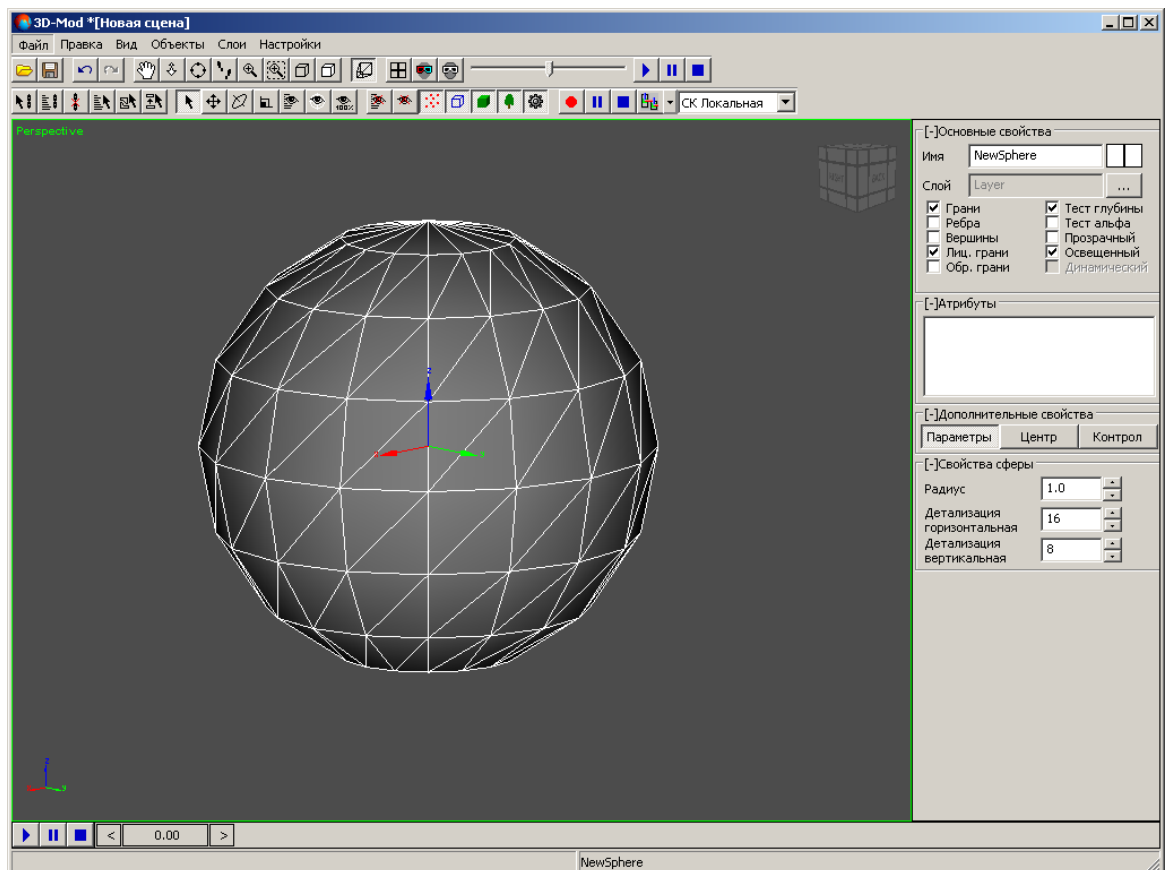 3D-Mod *[Новая сцена]
Файл Правка Вид Объекты Слои Настройки
100%
СК Локальная
Perspective
[-]Основные свойства
Имя NewSphere
Слой Layer ...
Грани Тест глубины
Ребра Тест альфа
Вершины Прозрачный
Лиц. грани Освещенный
Обр. грани Динамический
[-]Атрибуты
z
[-]Дополнительные свойства
Параметры Центр Контрол
[-]Свойства сферы
Радиус 1.0
Детализация
горизонтальная 16
Детализация
вертикальная 8
z
< 0.00 >
NewSphere